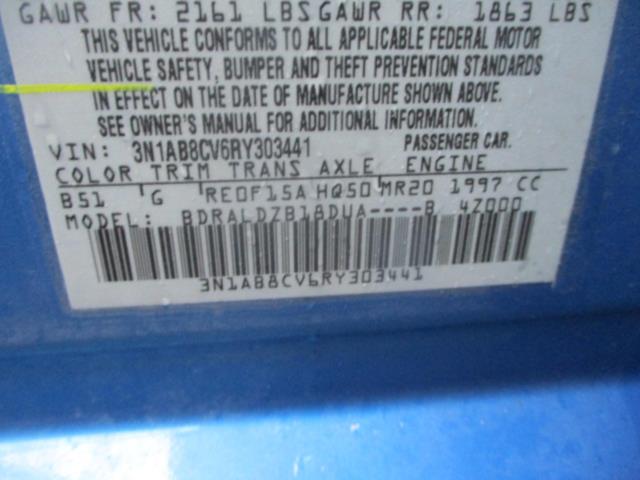 GAWR FR: 2161 LBS GAWR RR: 1863 LBS
THIS VEHICLE CONFORMS TO ALL APPLICABLE FEDERAL MOTOR
VEHICLE SAFETY, BUMPER AND THEFT PREVENTION STANDARDS
IN EFFECT ON THE DATE OF MANUFACTURE SHOWN ABOVE.
SEE OWNER'S MANUAL FOR ADDITIONAL INFORMATION.
VIN: 3N1AB8CV6RY303441 PASSENGER CAR.
COLOR TRIM TRANS AXLE ENGINE
B51 G RE0F15A HQ50 MR20 1997 CC
MODEL: BDRALDZB18DUA----B 4Z000
3N1AB8CV6RY303441